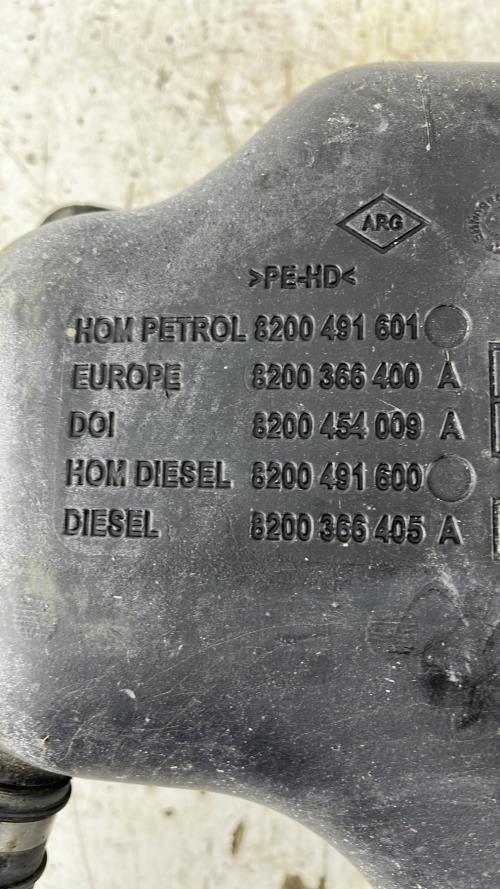 ARG
>PE-HD<
HOM PETROL 8200 491 601
EUROPE 8200 366 400 A
DOI 8200 454 009 A
HOM DIESEL 8200 491 600
DIESEL 8200 366 405 A